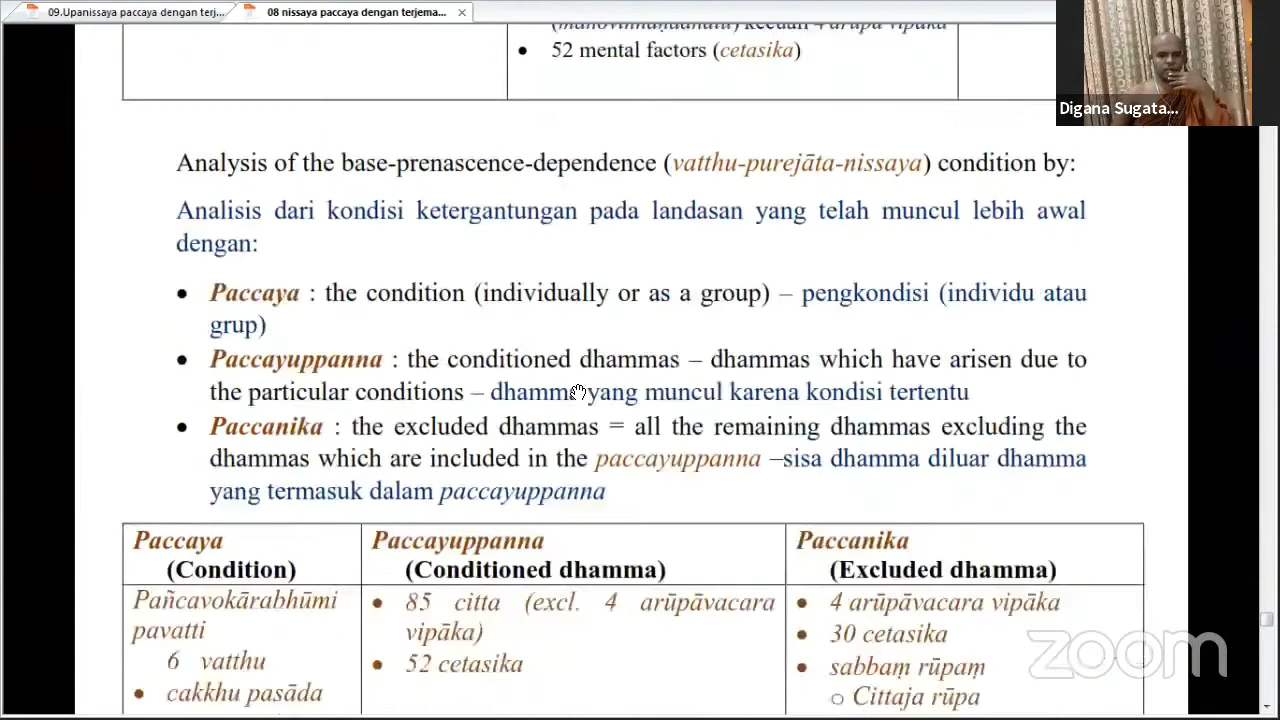 09.Upanissaya paccaya dengan terj...
08 nissaya paccaya dengan terjema...
• 52 mental factors (cetasika)
Digana Sugata...
Analysis of the base-prenascence-dependence (vatthu-purejāta-nissaya) condition by:
Analisis dari kondisi ketergantungan pada landasan yang telah muncul lebih awal
dengan:
• Paccaya : the condition (individually or as a group) – pengkondisi (individu atau
grup)
• Paccayuppanna : the conditioned dhammas – dhammas which have arisen due to
the particular conditions – dhamma yang muncul karena kondisi tertentu
• Paccanika : the excluded dhammas = all the remaining dhammas excluding the
dhammas which are included in the paccayuppanna –sisa dhamma diluar dhamma
yang termasuk dalam paccayuppanna
Paccaya
(Condition)
Paccayuppanna
(Conditioned dhamma)
Paccanika
(Excluded dhamma)
Pañcavokārabhūmi
pavatti
6 vatthu
• cakkhu pasāda
• 85 citta (excl. 4 arūpāvacara
vipāka)
• 52 cetasika
• 4 arūpāvacara vipāka
• 30 cetasika
• sabbaṃ rūpaṃ
o Cittaja rūpa
zoom